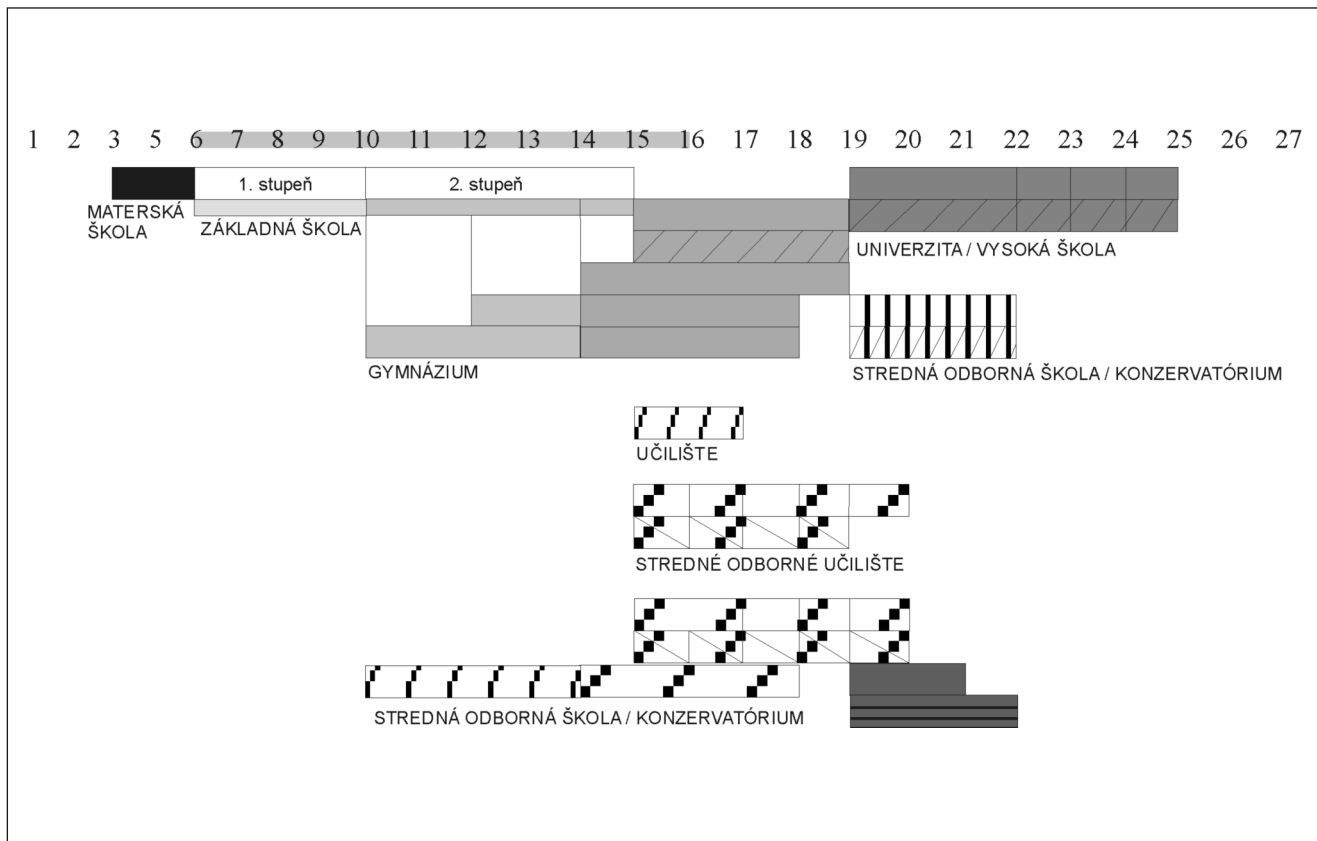 1 2 3 5 6 7 8 9 10 11 12 13 14 15 16 17 18 19 20 21 22 23 24 25 26 27
1. stupeň 2. stupeň
MATERSKÁ
ŠKOLA
ZÁKLADNÁ ŠKOLA
UNIVERZITA / VYSOKÁ ŠKOLA
GYMNÁZIUM
STREDNÁ ODBORNÁ ŠKOLA / KONZERVATÓRIUM
UČILIŠTE
STREDNÉ ODBORNÉ UČILIŠTE
STREDNÁ ODBORNÁ ŠKOLA / KONZERVATÓRIUM